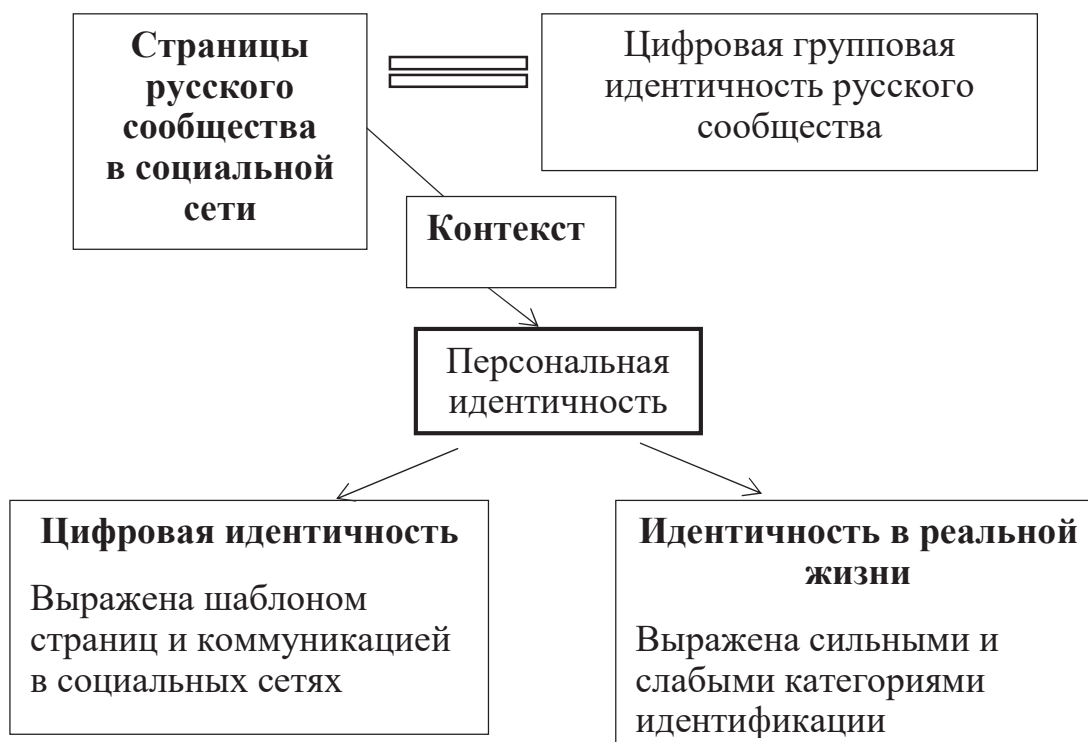 Страницы
русского
сообщества
в социальной
сети
Цифровая групповая
идентичность русского
сообщества
Контекст
Персональная
идентичность
Цифровая идентичность
Выражена шаблоном
страниц и коммуникацией
в социальных сетях
Идентичность в реальной
жизни
Выражена сильными и
слабыми категориями
идентификации